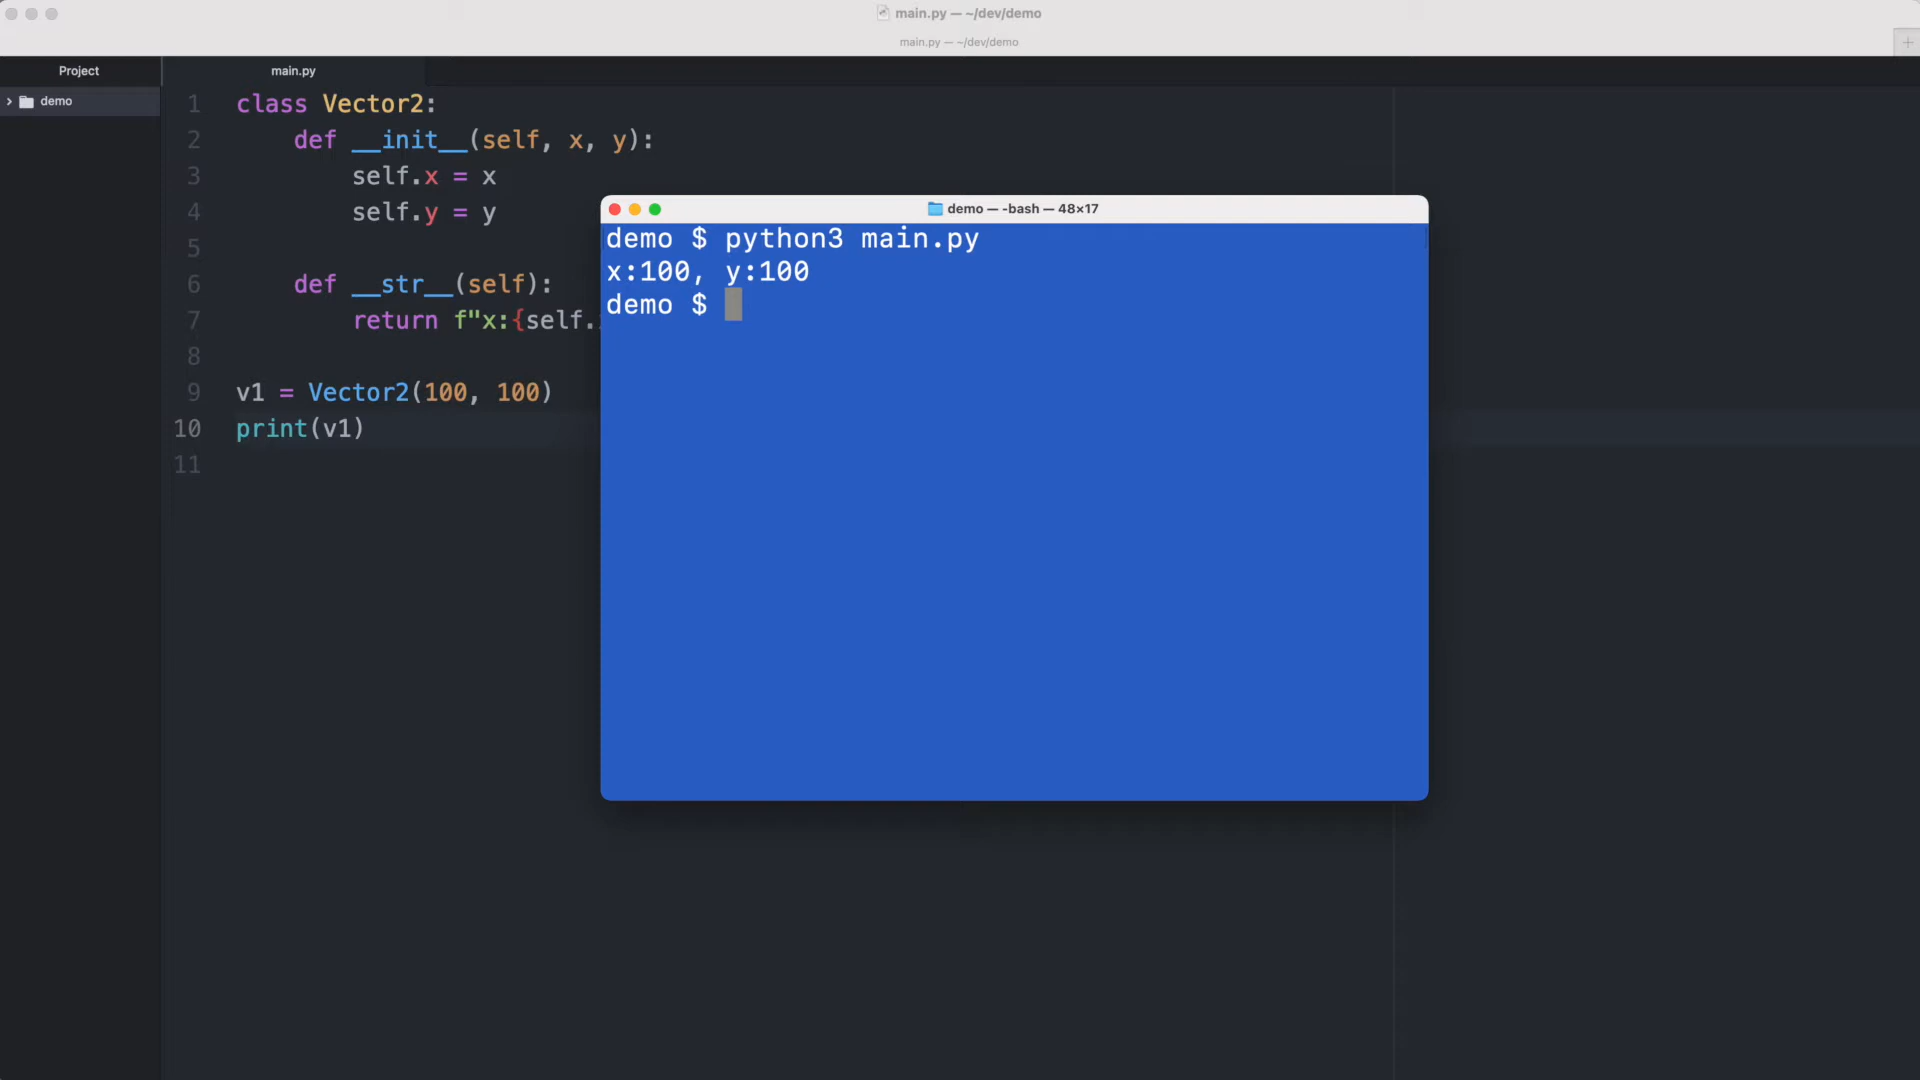 main.py — ~/dev/demo
main.py — ~/dev/demo
Project
main.py
demo
1 class Vector2:
2 def __init__(self, x, y):
3 self.x = x
4 self.y = y
5
6 def __str__(self):
7 return f"x:{self.
8
9 v1 = Vector2(100, 100)
10 print(v1)
11
demo — -bash — 48×17
demo $ python3 main.py
x:100, y:100
demo $